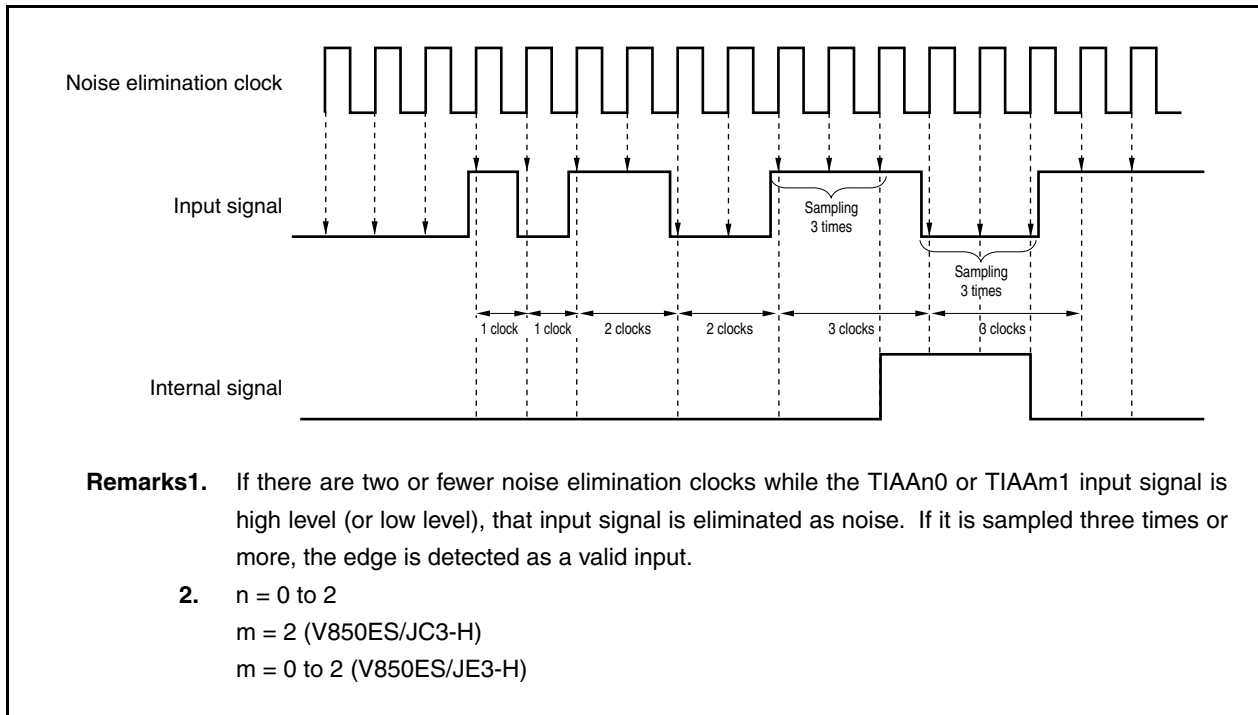 Noise elimination clock
Input signal
Sampling
3 times
Sampling
3 times
1 clock 1 clock 2 clocks 2 clocks 3 clocks 3 clocks
Internal signal
Remarks1. If there are two or fewer noise elimination clocks while the TIAAn0 or TIAAm1 input signal is
high level (or low level), that input signal is eliminated as noise. If it is sampled three times or
more, the edge is detected as a valid input.
2. n = 0 to 2
m = 2 (V850ES/JC3-H)
m = 0 to 2 (V850ES/JE3-H)